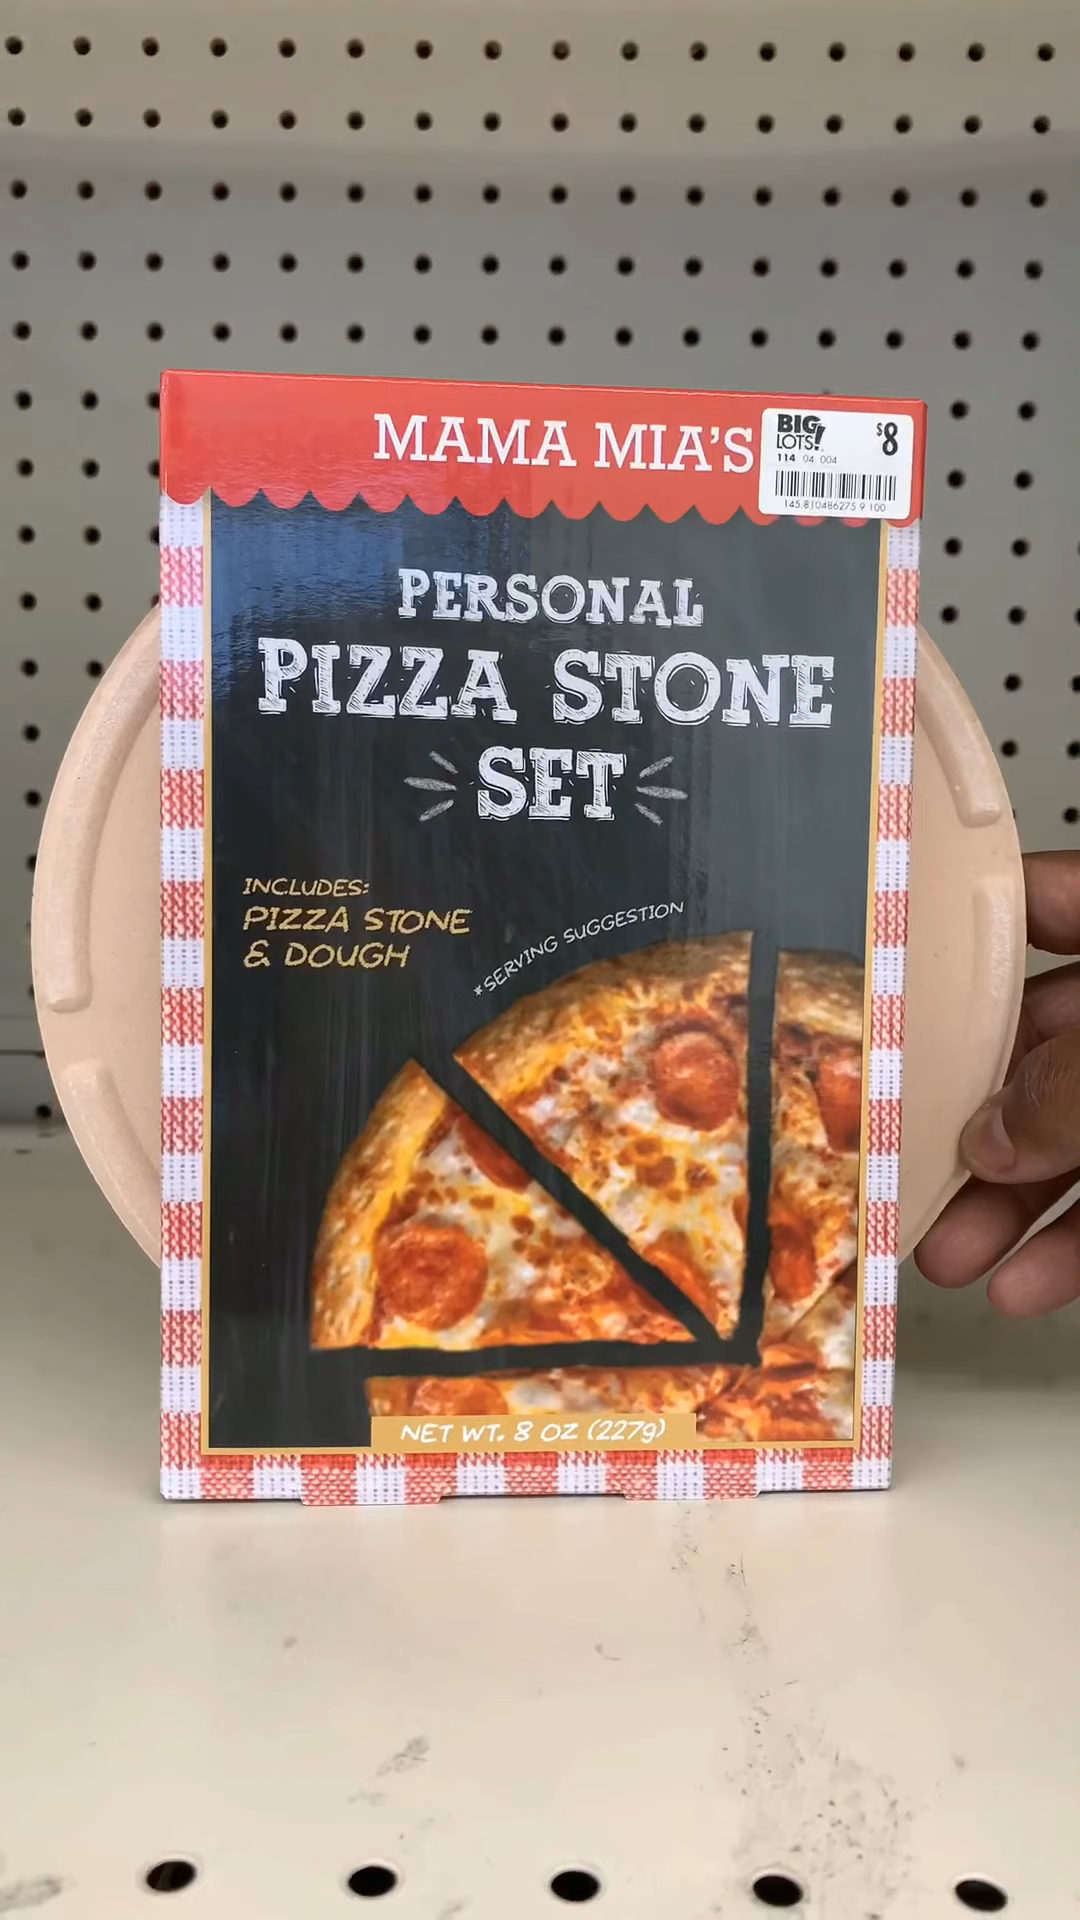 MAMA MIA'S
BIG
LOTS!
$8
114 04 004
145 810486275 9 100
PERSONAL
PIZZA STONE
SET
INCLUDES:
PIZZA STONE
& DOUGH
*SERVING SUGGESTION
NET WT. 8 OZ (227g)